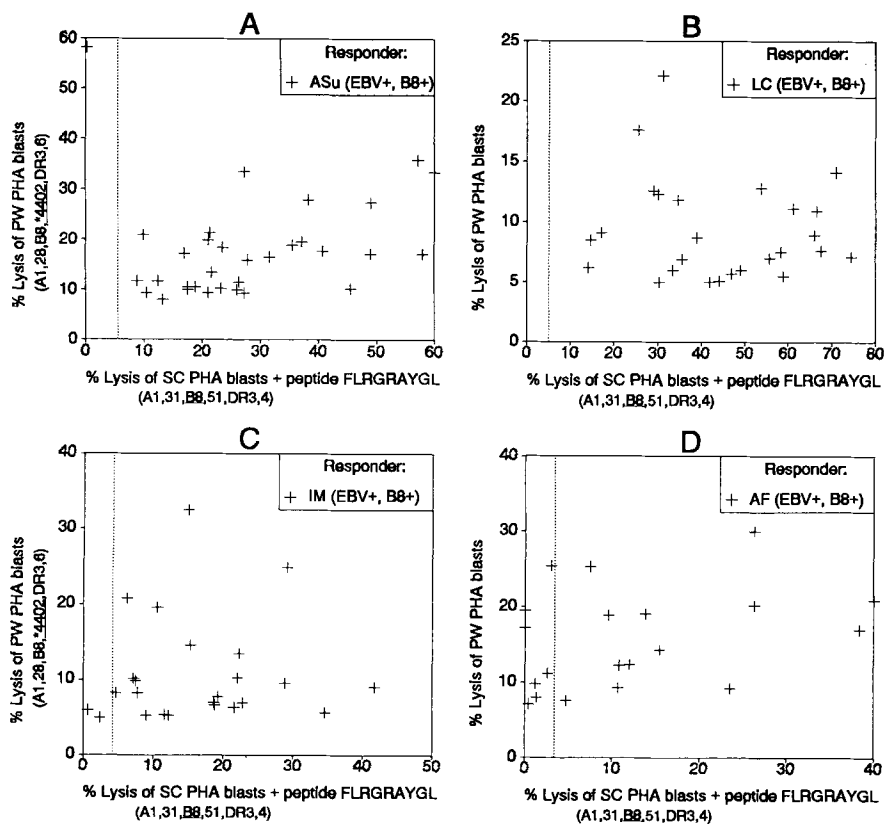 A
% Lysis of PW PHA blasts
(A1,28,B8,*4402,DR3,6)
60
50
40
30
20
10
0
Responder:
+ ASu (EBV+, B8+)
0 10 20 30 40 50 60
% Lysis of SC PHA blasts + peptide FLRGRAYGL
(A1,31,B8,51,DR3,4)
B
% Lysis of PW PHA blasts
25
20
15
10
5
0
Responder:
+ LC (EBV+, B8+)
0 10 20 30 40 50 60 70 80
% Lysis of SC PHA blasts + peptide FLRGRAYGL
(A1,31,B8,51,DR3,4)
C
% Lysis of PW PHA blasts
(A1,28,B8,*4402,DR3,6)
40
30
20
10
0
Responder:
+ IM (EBV+, B8+)
0 10 20 30 40 50
% Lysis of SC PHA blasts + peptide FLRGRAYGL
(A1,31,B8,51,DR3,4)
D
% Lysis of PW PHA blasts
40
30
20
10
0
Responder:
+ AF (EBV+, B8+)
0 10 20 30 40
% Lysis of SC PHA blasts + peptide FLRGRAYGL
(A1,31,B8,51,DR3,4)